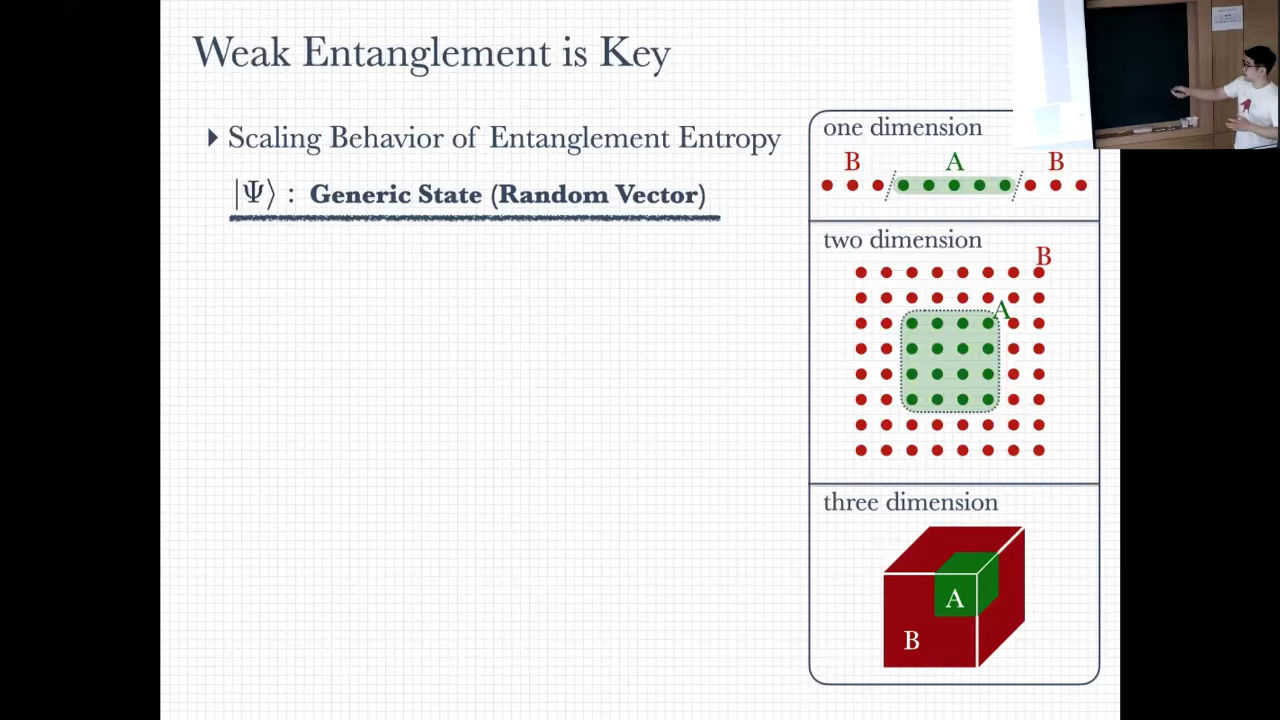 Weak Entanglement is Key
Scaling Behavior of Entanglement Entropy
|Ψ⟩ : Generic State (Random Vector)
one dimension
B A B
two dimension
B
A
three dimension
A
B